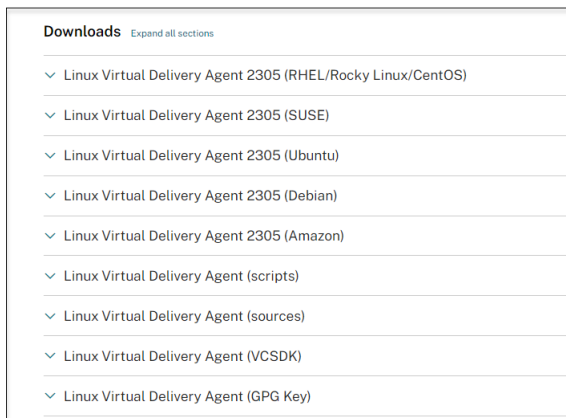 Downloads Expand all sections
Linux Virtual Delivery Agent 2305 (RHEL/Rocky Linux/CentOS)
Linux Virtual Delivery Agent 2305 (SUSE)
Linux Virtual Delivery Agent 2305 (Ubuntu)
Linux Virtual Delivery Agent 2305 (Debian)
Linux Virtual Delivery Agent 2305 (Amazon)
Linux Virtual Delivery Agent (scripts)
Linux Virtual Delivery Agent (sources)
Linux Virtual Delivery Agent (VCSDK)
Linux Virtual Delivery Agent (GPG Key)